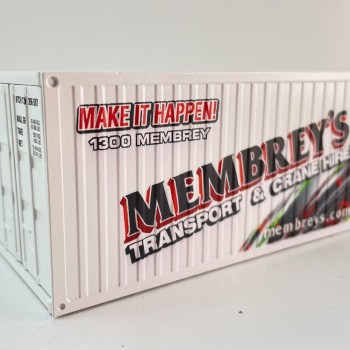 MAKE IT HAPPEN!
1300 MEMBREY
MEMBREY'S
TRANSPORT & CRANE HIRE
membreys.com